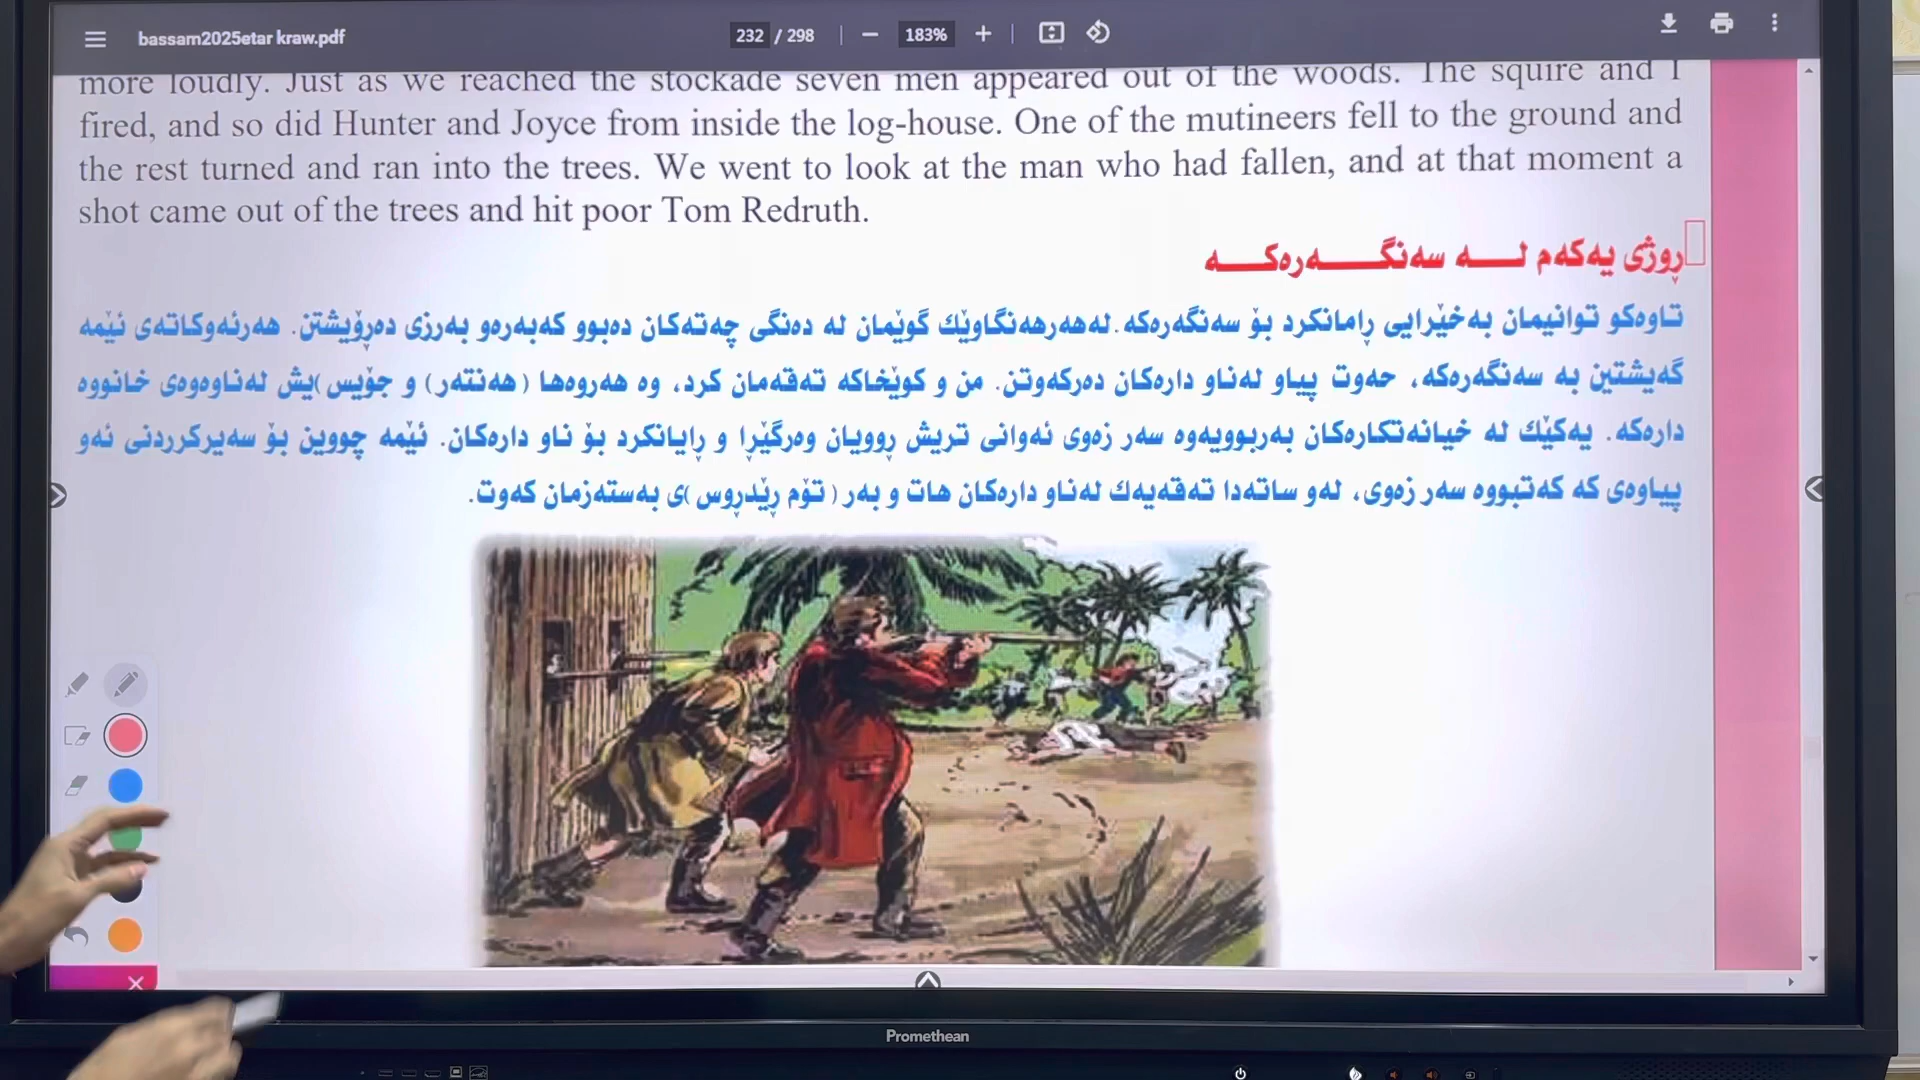 bassam2025etar kraw.pdf
232 / 298
183%
more loudly. Just as we reached the stockade seven men appeared out of the woods. The squire and I
fired, and so did Hunter and Joyce from inside the log-house. One of the mutineers fell to the ground and
the rest turned and ran into the trees. We went to look at the man who had fallen, and at that moment a
shot came out of the trees and hit poor Tom Redruth.
ڕۆژی یەکەم لە سەنگەرەکە
تاوەکو توانیمان بەخێرایی ڕامانکرد بۆ سەنگەرەکە. لەهەرهەنگاوێك گوێمان لە دەنگی چەتەکان دەبوو کەبەرەو بەرزی دەڕۆیشتن. هەرئەوکاتەی ئێمە
گەیشتین بە سەنگەرەکە، حەوت پیاو لەناو دارەکان دەرکەوتن. من و کوێخاکە تەقەمان کرد، وە هەروەها (هەنتەر) و جۆیس)یش لەناوەوەی خانووە
دارەکە. یەکێك لە خیانەتکارەکان بەربوویەوە سەر زەوی ئەوانی تریش ڕوویان وەرگێڕا و ڕایانکرد بۆ ناو دارەکان. ئێمە چووین بۆ سەیرکرردنی ئەو
پیاوەی کە کەتبووە سەر زەوی، لەو ساتەدا تەقەیەك لەناو دارەکان هات و بەر (تۆم ڕێدڕوس)ی بەستەزمان کەوت.
Promethean